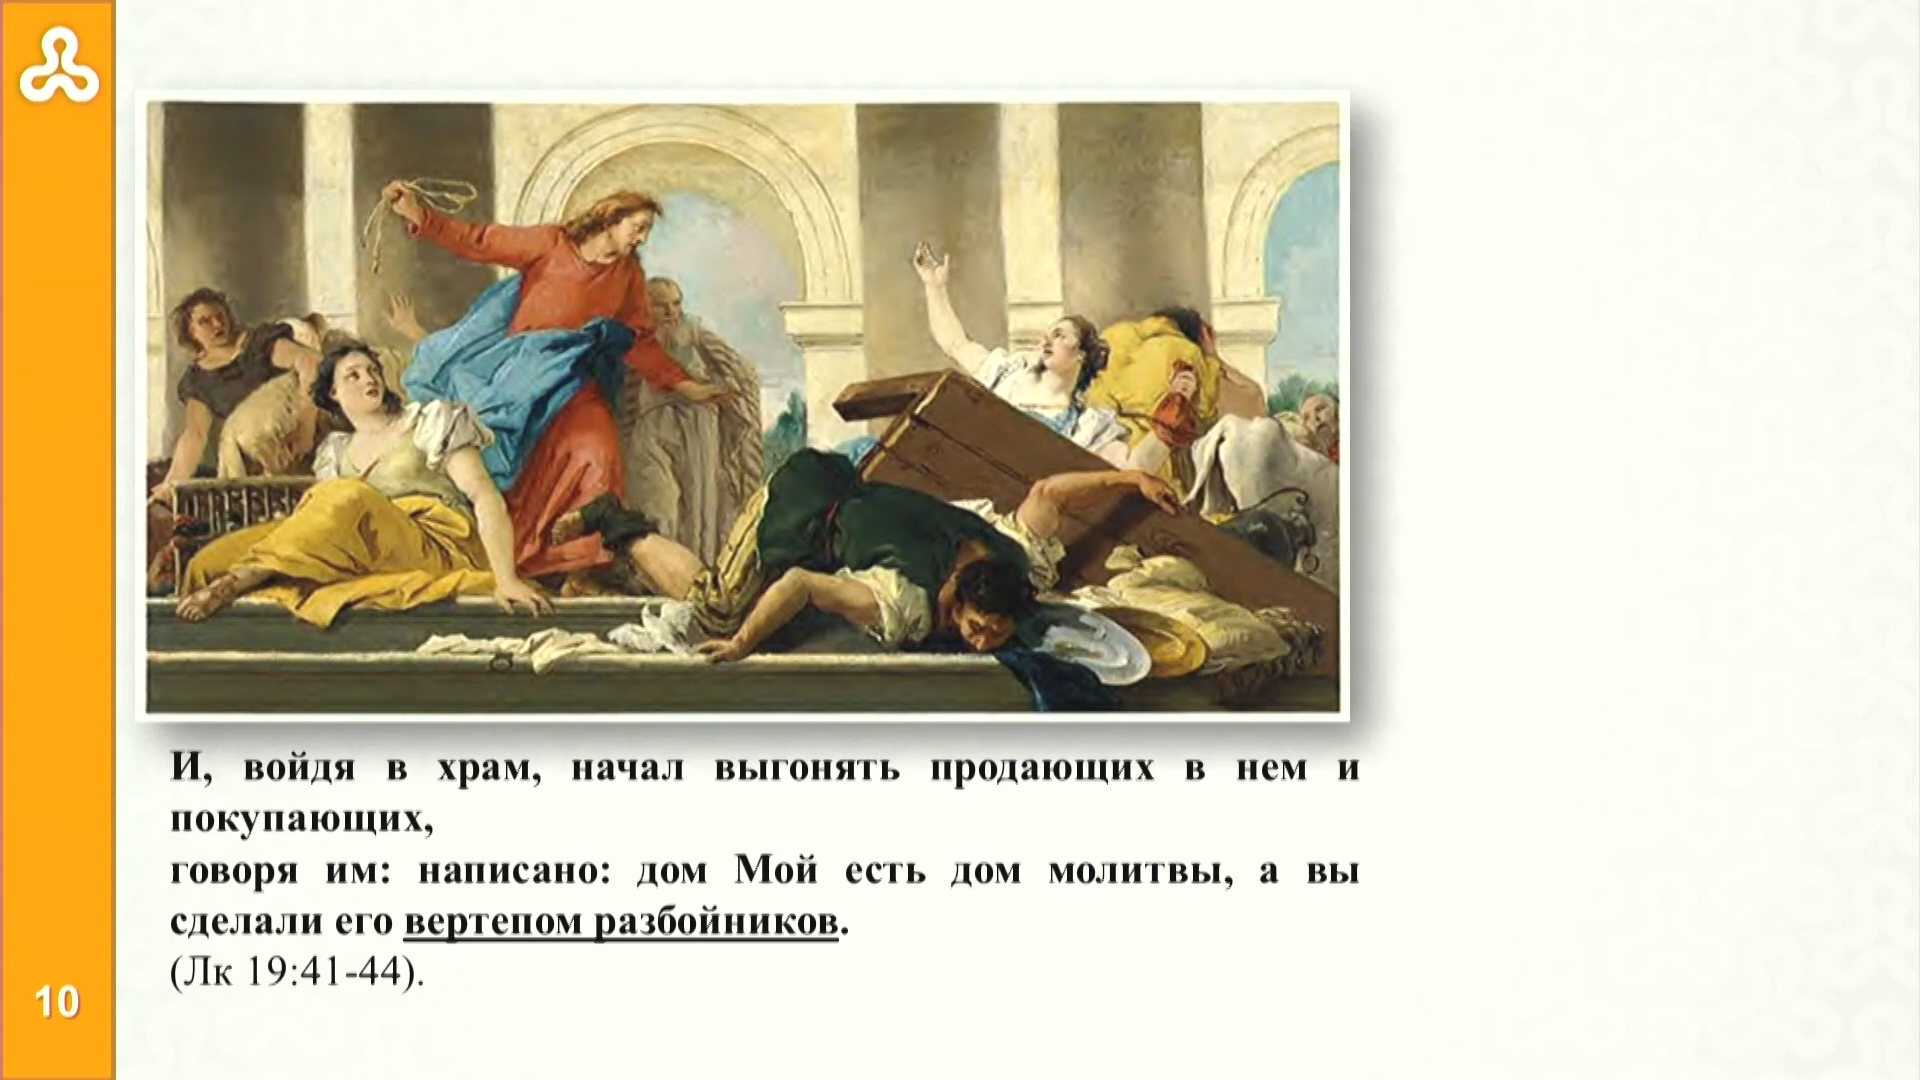 И, войдя в храм, начал выгонять продающих в нем и
покупающих,
говоря им: написано: дом Мой есть дом молитвы, а вы
сделали его вертепом разбойников.
(Лк 19:41-44).
10